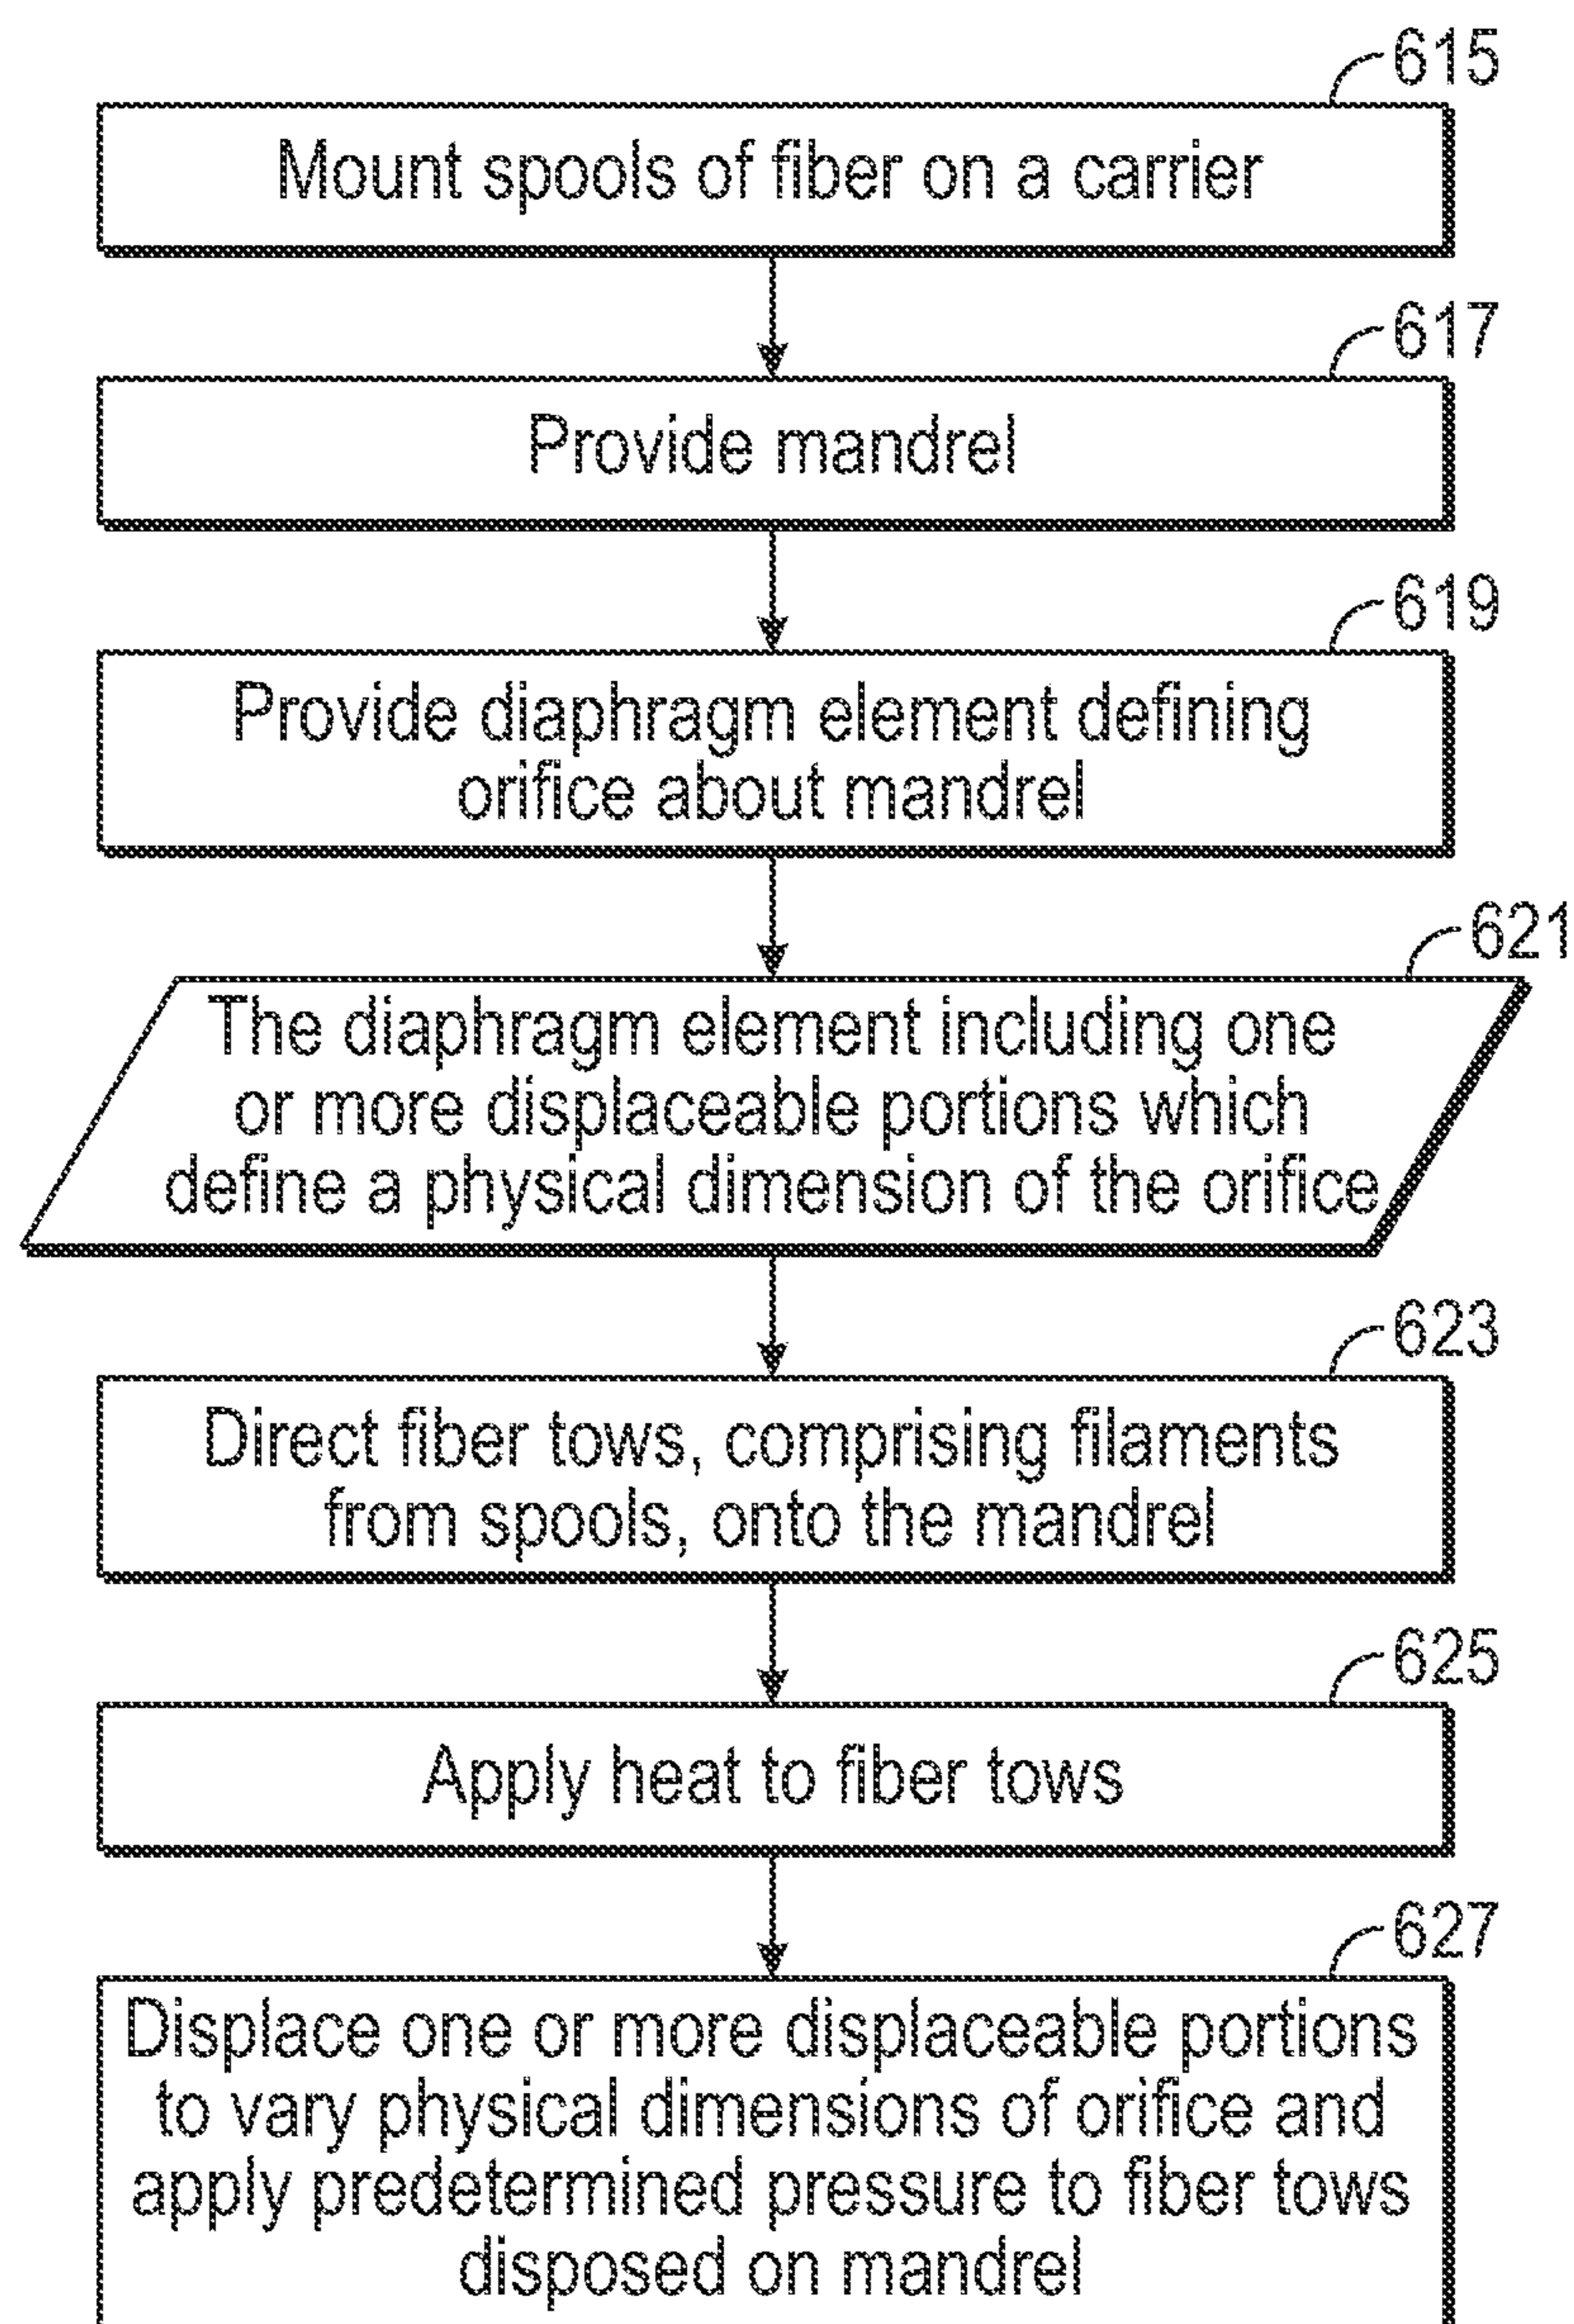 615
Mount spools of fiber on a carrier
617
Provide mandrel
619
Provide diaphragm element defining
orifice about mandrel
621
The diaphragm element including one
or more displaceable portions which
define a physical dimension of the orifice
623
Direct fiber tows, comprising filaments
from spools, onto the mandrel
625
Apply heat to fiber tows
627
Displace one or more displaceable portions
to vary physical dimensions of orifice and
apply predetermined pressure to fiber tows
disposed on mandrel